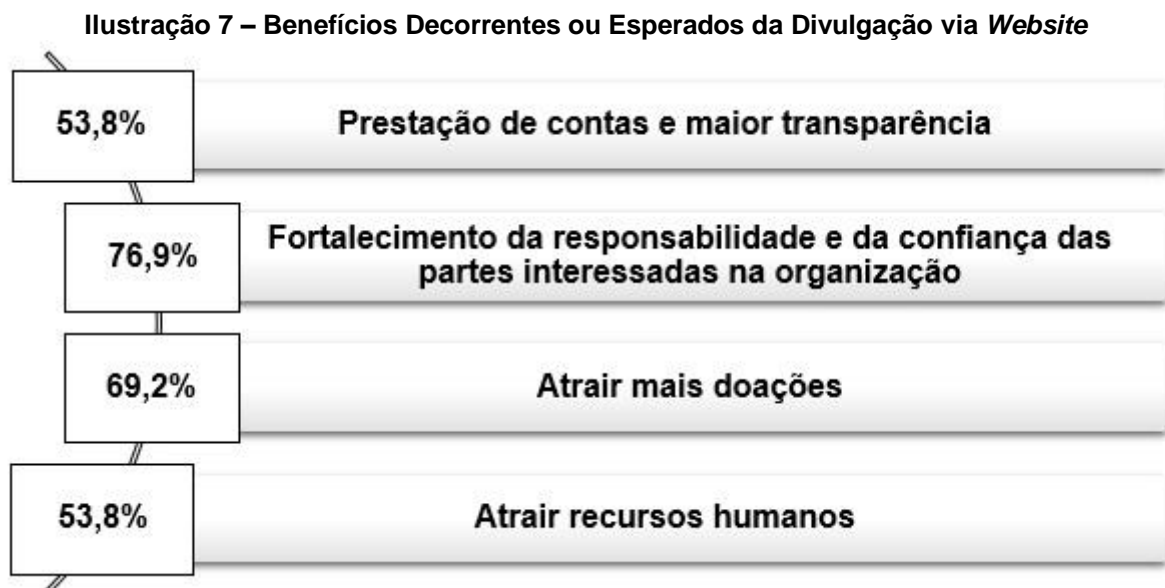 Ilustração 7 – Benefícios Decorrentes ou Esperados da Divulgação via Website
53,8%
Prestação de contas e maior transparência
76,9%
Fortalecimento da responsabilidade e da confiança das
partes interessadas na organização
69,2%
Atrair mais doações
53,8%
Atrair recursos humanos